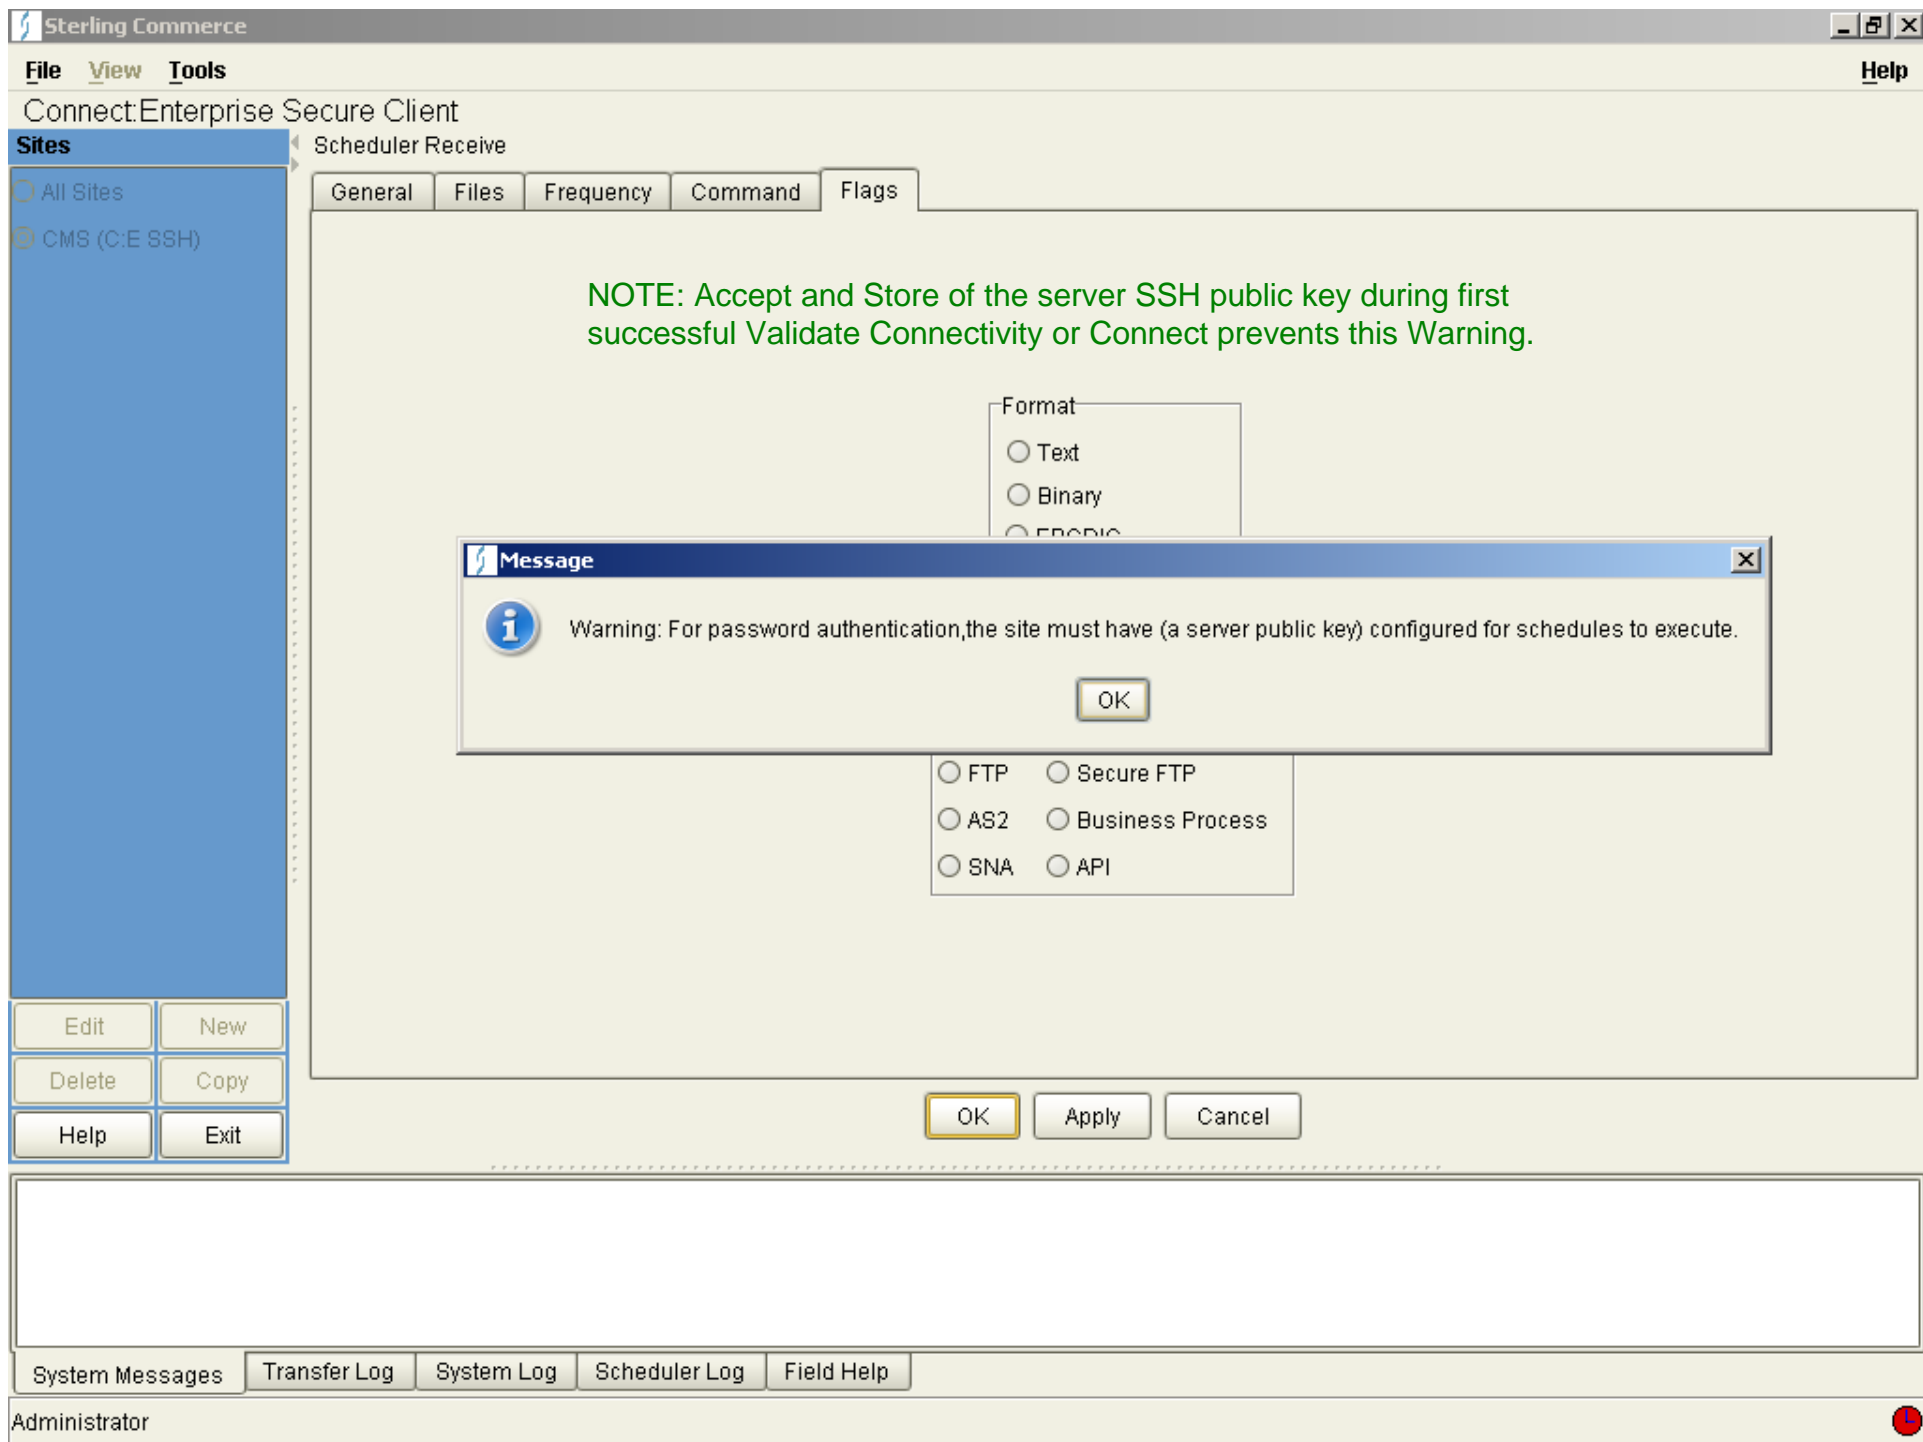 Sterling Commerce
File View Tools Help
Connect:Enterprise Secure Client
Sites
Scheduler Receive
All Sites
CMS (C:E SSH)
General Files Frequency Command Flags
NOTE: Accept and Store of the server SSH public key during first
successful Validate Connectivity or Connect prevents this Warning.
Format
Text
Binary
EBCDIC
Message
Warning: For password authentication,the site must have (a server public key) configured for schedules to execute.
OK
FTP Secure FTP
AS2 Business Process
SNA API
Edit New
Delete Copy
Help Exit
OK Apply Cancel
System Messages Transfer Log System Log Scheduler Log Field Help
Administrator